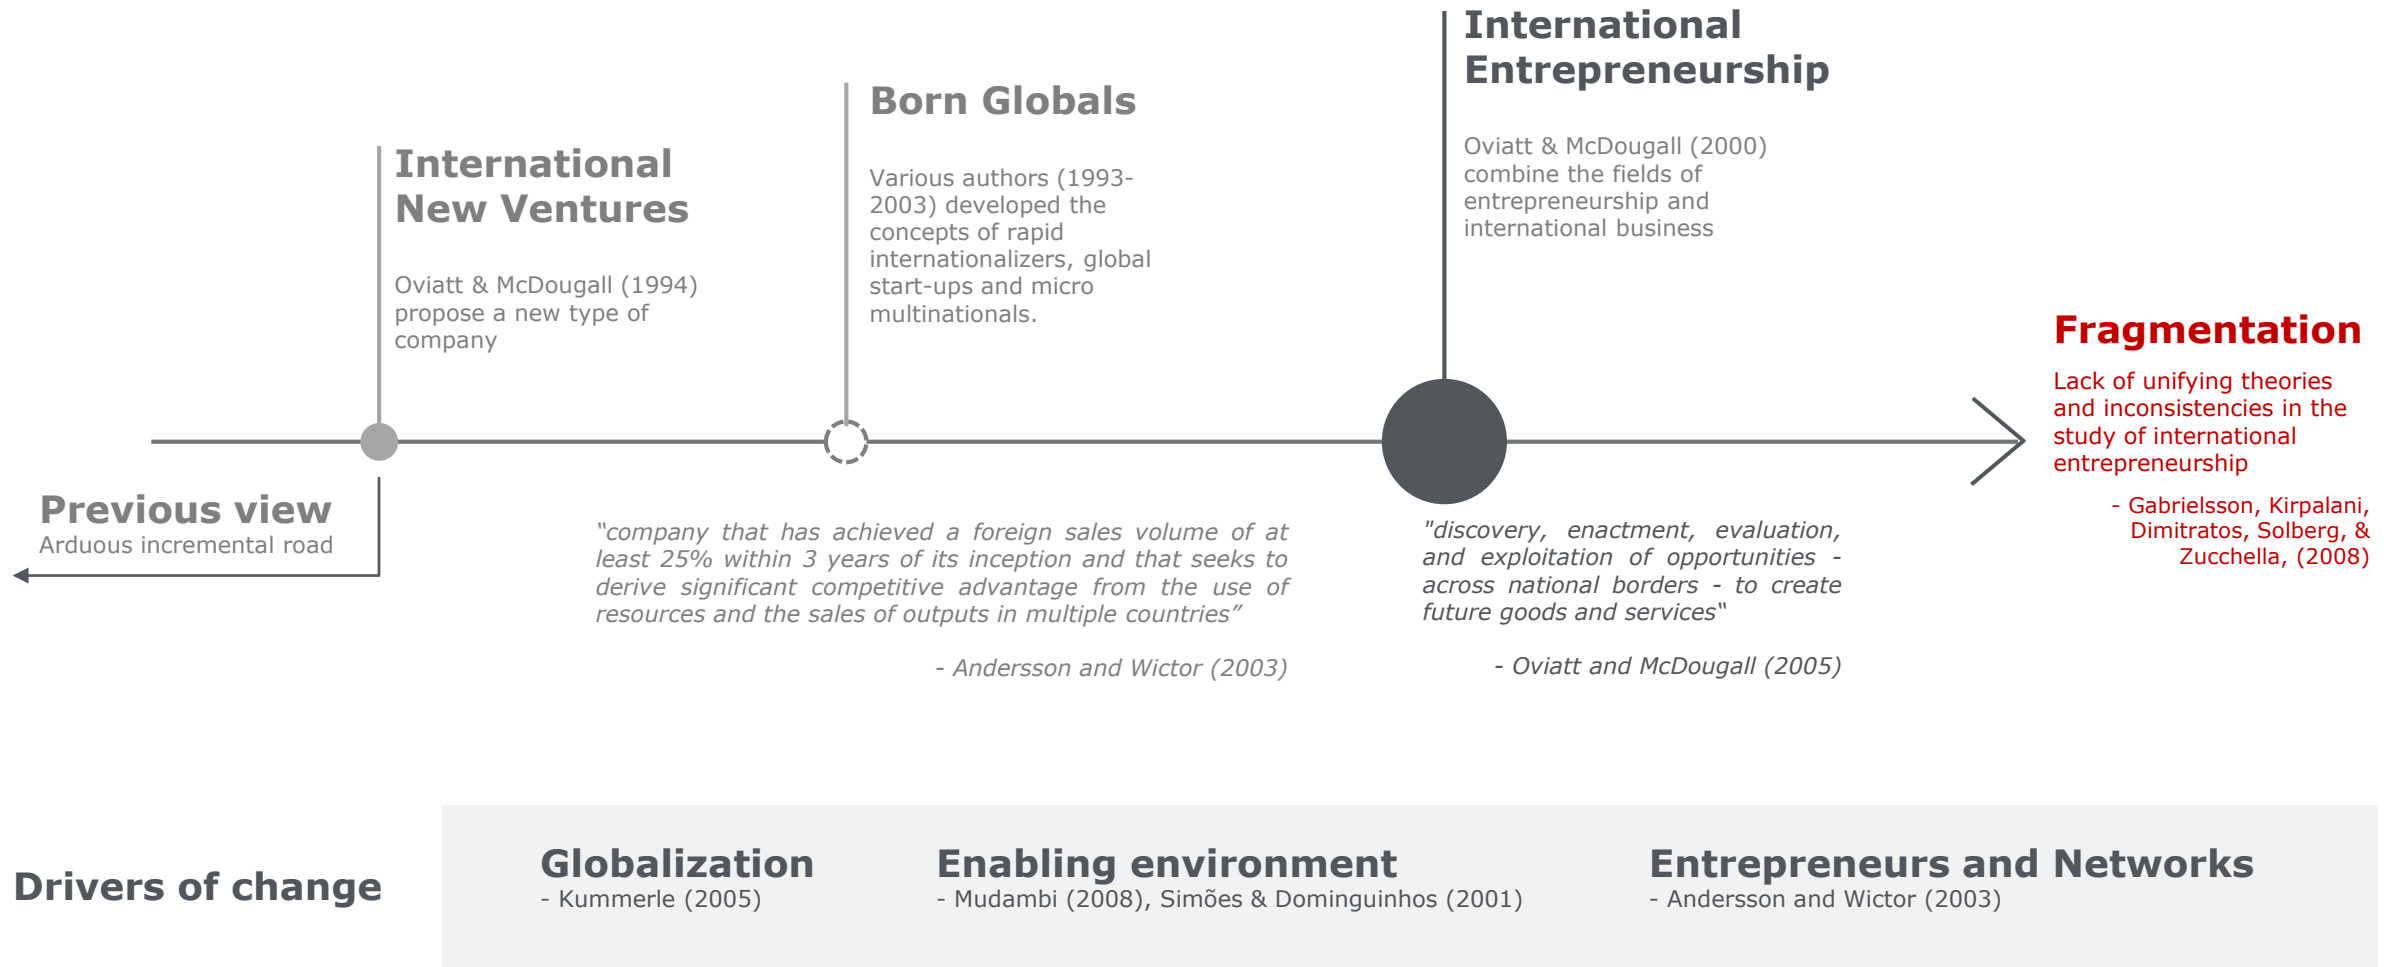 International
New Ventures
Oviatt & McDougall (1994)
propose a new type of
company
Born Globals
Various authors (1993-
2003) developed the
concepts of rapid
internationalizers, global
start-ups and micro
multinationals.
International
Entrepreneurship
Oviatt & McDougall (2000)
combine the fields of
entrepreneurship and
international business
Fragmentation
Lack of unifying theories
and inconsistencies in the
study of international
entrepreneurship
- Gabrielsson, Kirpalani,
Dimitratos, Solberg, &
Zucchella, (2008)
Previous view
Arduous incremental road
“company that has achieved a foreign sales volume of at
least 25% within 3 years of its inception and that seeks to
derive significant competitive advantage from the use of
resources and the sales of outputs in multiple countries”
- Andersson and Wictor (2003)
"discovery, enactment, evaluation,
and exploitation of opportunities -
across national borders - to create
future goods and services“
- Oviatt and McDougall (2005)
Drivers of change
Globalization
- Kummerle (2005)
Enabling environment
- Mudambi (2008), Simões & Dominguinhos (2001)
Entrepreneurs and Networks
- Andersson and Wictor (2003)